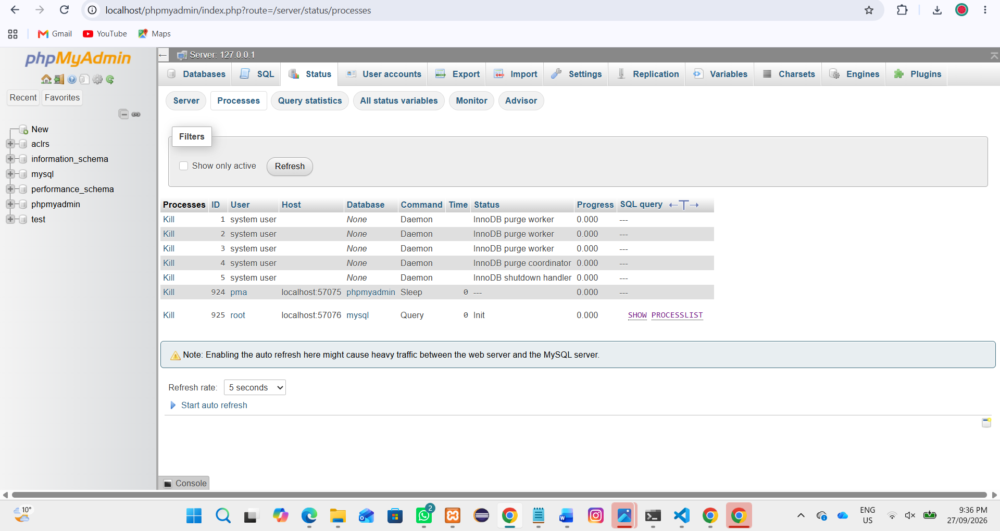 localhost/phpmyadmin/index.php?route=/server/status/processes
Gmail YouTube Maps
phpMyAdmin
Recent Favorites
New
aclrs
information_schema
mysql
performance_schema
phpmyadmin
test
Server: 127.0.0.1
Databases SQL Status User accounts Export Import Settings Replication Variables Charsets Engines Plugins
Server Processes Query statistics All status variables Monitor Advisor
Filters
Show only active Refresh
Processes ID User Host Database Command Time Status Progress SQL query
Kill 1 system user None Daemon InnoDB purge worker 0.000 ---
Kill 2 system user None Daemon InnoDB purge worker 0.000 ---
Kill 3 system user None Daemon InnoDB purge worker 0.000 ---
Kill 4 system user None Daemon InnoDB purge coordinator 0.000 ---
Kill 5 system user None Daemon InnoDB shutdown handler 0.000 ---
Kill 924 pma localhost:57075 phpmyadmin Sleep 0 --- 0.000 ---
Kill 925 root localhost:57076 mysql Query 0 Init 0.000 SHOW PROCESSLIST
Note: Enabling the auto refresh here might cause heavy traffic between the web server and the MySQL server.
Refresh rate: 5 seconds
Start auto refresh
Console
10°
2
ENG
US
9:36 PM
27/09/2026